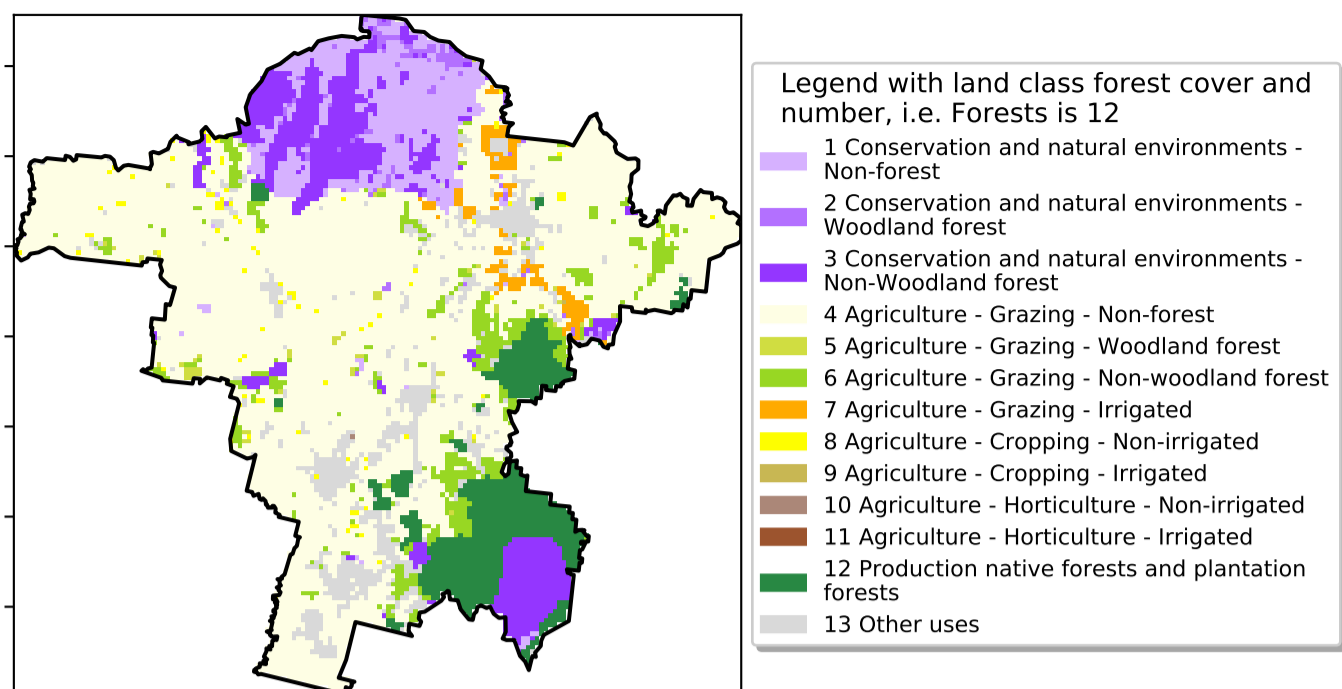 Legend with land class forest cover and
number, i.e. Forests is 12
1 Conservation and natural environments -
Non-forest
2 Conservation and natural environments -
Woodland forest
3 Conservation and natural environments -
Non-Woodland forest
4 Agriculture - Grazing - Non-forest
5 Agriculture - Grazing - Woodland forest
6 Agriculture - Grazing - Non-woodland forest
7 Agriculture - Grazing - Irrigated
8 Agriculture - Cropping - Non-irrigated
9 Agriculture - Cropping - Irrigated
10 Agriculture - Horticulture - Non-irrigated
11 Agriculture - Horticulture - Irrigated
12 Production native forests and plantation
forests
13 Other uses